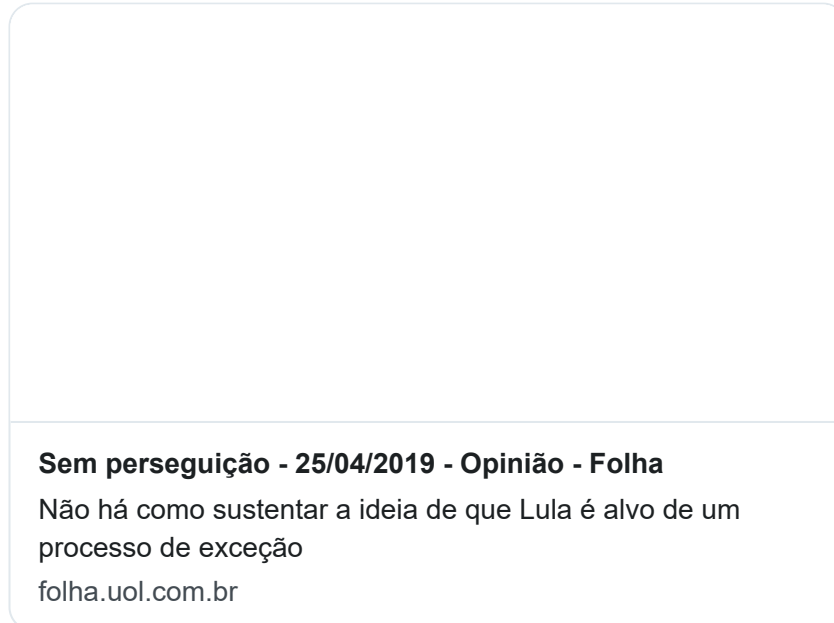 Sem perseguição - 25/04/2019 - Opinião - Folha
Não há como sustentar a ideia de que Lula é alvo de um
processo de exceção
folha.uol.com.br